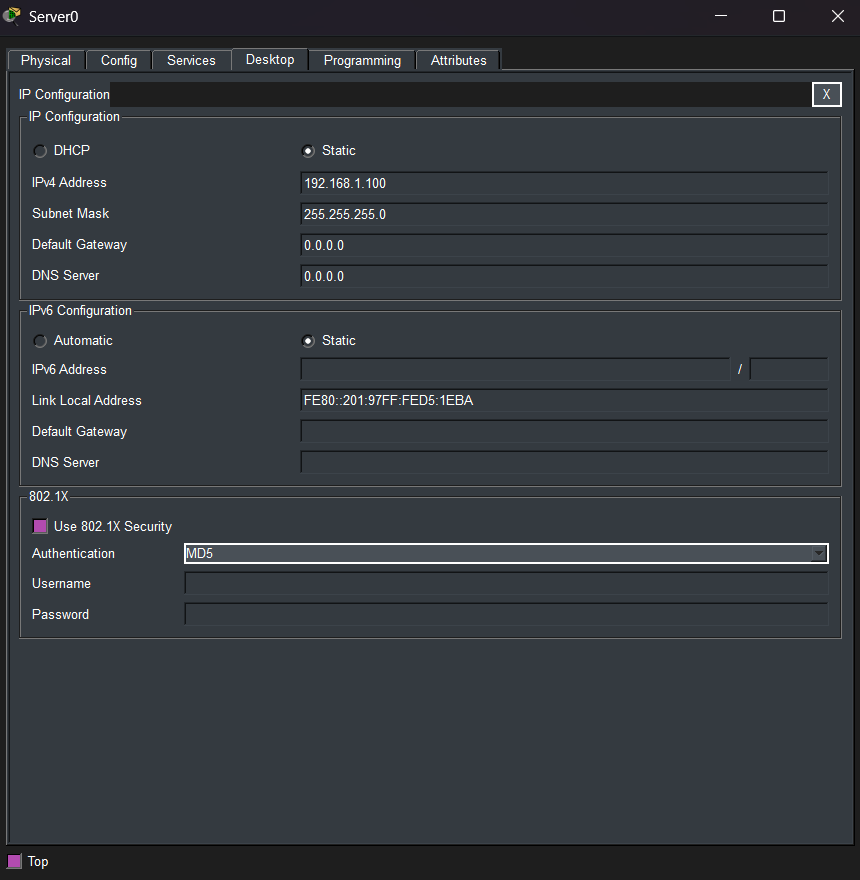 Server0
Physical Config Services Desktop Programming Attributes
IP Configuration X
IP Configuration
DHCP Static
IPv4 Address 192.168.1.100
Subnet Mask 255.255.255.0
Default Gateway 0.0.0.0
DNS Server 0.0.0.0
IPv6 Configuration
Automatic Static
IPv6 Address /
Link Local Address FE80::201:97FF:FED5:1EBA
Default Gateway
DNS Server
802.1X
Use 802.1X Security
Authentication MD5
Username
Password
Top